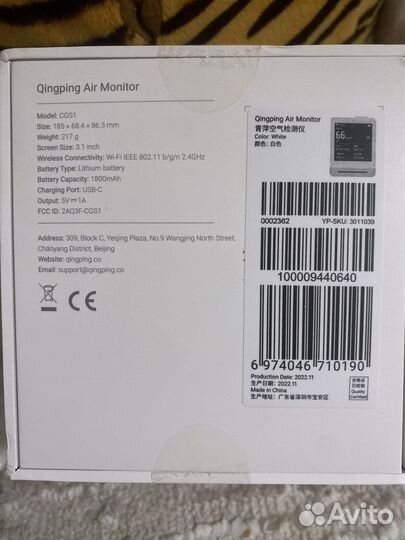 Qingping Air Monitor
Model: CGS1
Size: 185 × 68.4 × 86.3 mm
Weight: 217 g
Screen Size: 3.1 inch
Wireless Connectivity: Wi-Fi IEEE 802.11 b/g/n 2.4GHz
Battery Type: Lithium battery
Battery Capacity: 1800mAh
Charging Port: USB-C
Output: 5V⎓1A
FCC ID: 2AQ3F-CGS1
Address: 309, Block C, Yeqing Plaza, No.9 Wangjing North Street,
Chaoyang District, Beijing
Website: qingping.co
Email: support@qingping.co
CE
Qingping Air Monitor
青萍空气检测仪
Color: White
颜色: 白色
66
0002362
YP-SKU: 3011039
100009440640
6 974046 710190
Production Date: 2022.11
生产日期: 2022.11
Made in China
生产地址: 广东省深圳市宝安区
合格证
已检验
Quality
Certified
Avito